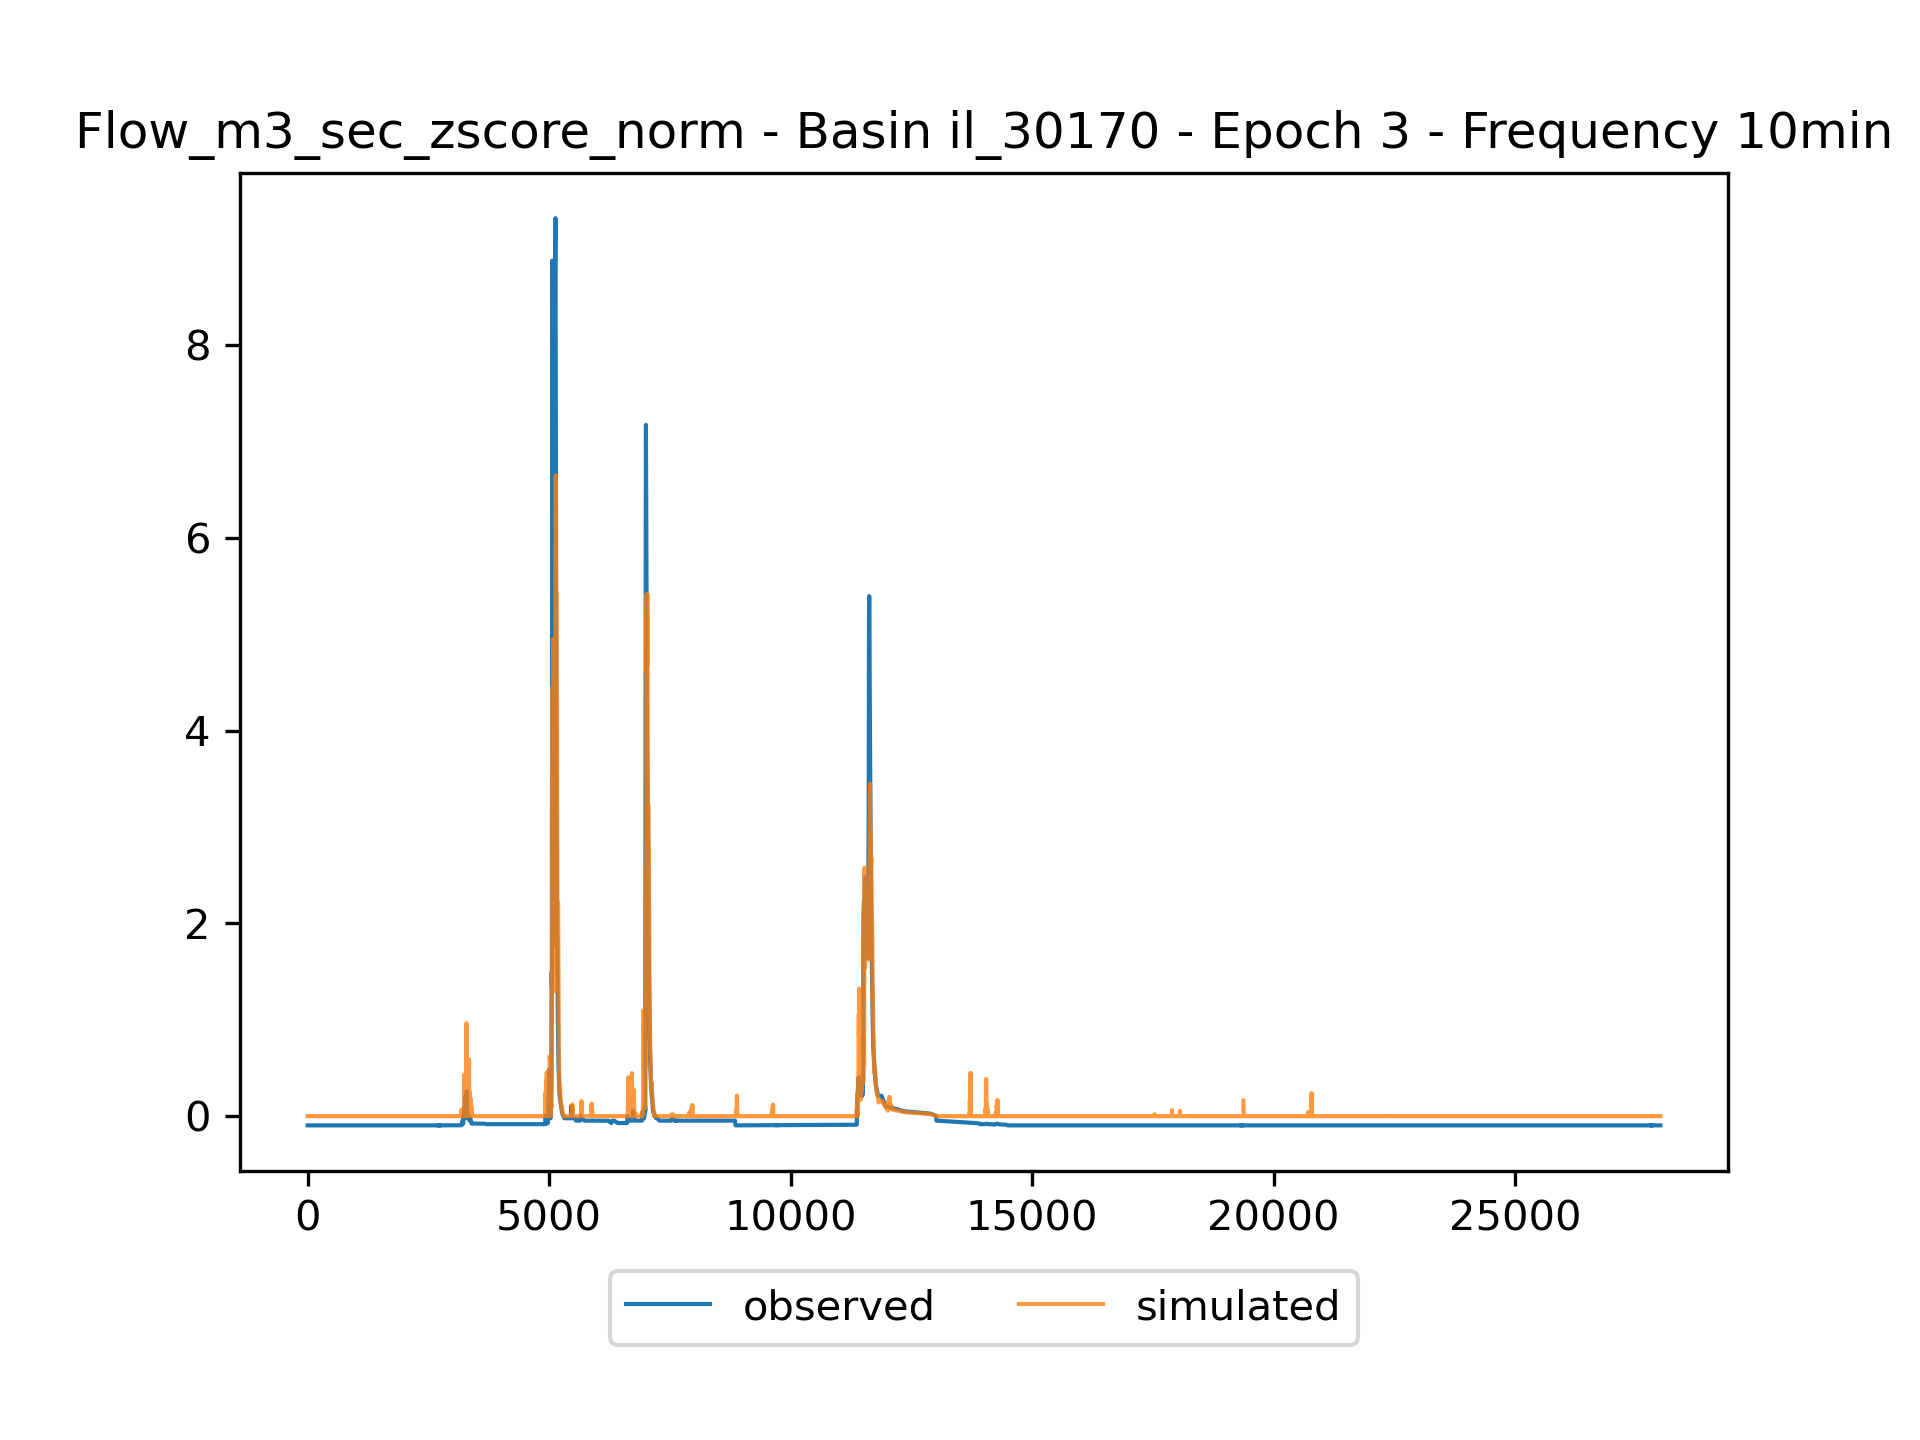 Flow_m3_sec_zscore_norm - Basin il_30170 - Epoch 3 - Frequency 10min
8
6
4
2
0
0 5000 10000 15000 20000 25000
observed simulated